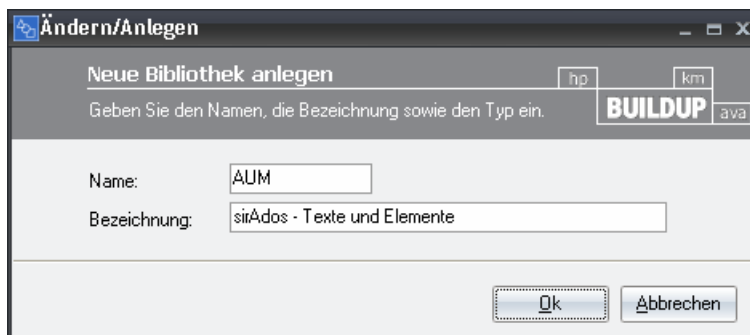 Ändern/Anlegen
Neue Bibliothek anlegen
hp
km
Geben Sie den Namen, die Bezeichnung sowie den Typ ein.
BUILDUP
ava
Name: AUM
Bezeichnung: sirAdos - Texte und Elemente
Ok
Abbrechen